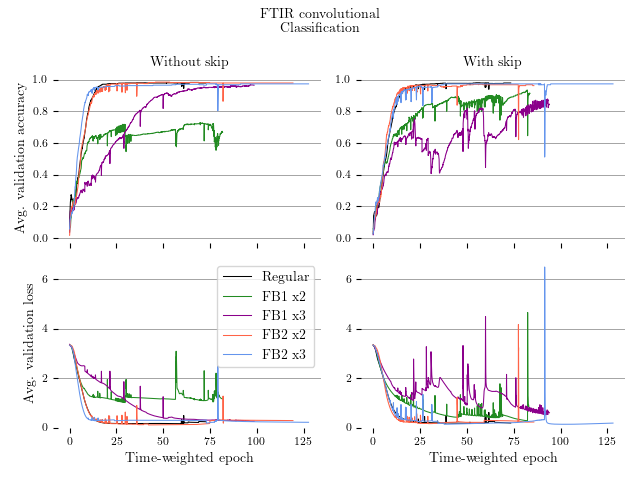 FTIR convolutional
Classification
Without skip
With skip
Avg. validation accuracy
1.0
0.8
0.6
0.4
0.2
0.0
1.0
0.8
0.6
0.4
0.2
0.0
Avg. validation loss
6
4
2
0
6
4
2
0
Regular
FB1 x2
FB1 x3
FB2 x2
FB2 x3
0 25 50 75 100 125
0 25 50 75 100 125
Time-weighted epoch
Time-weighted epoch